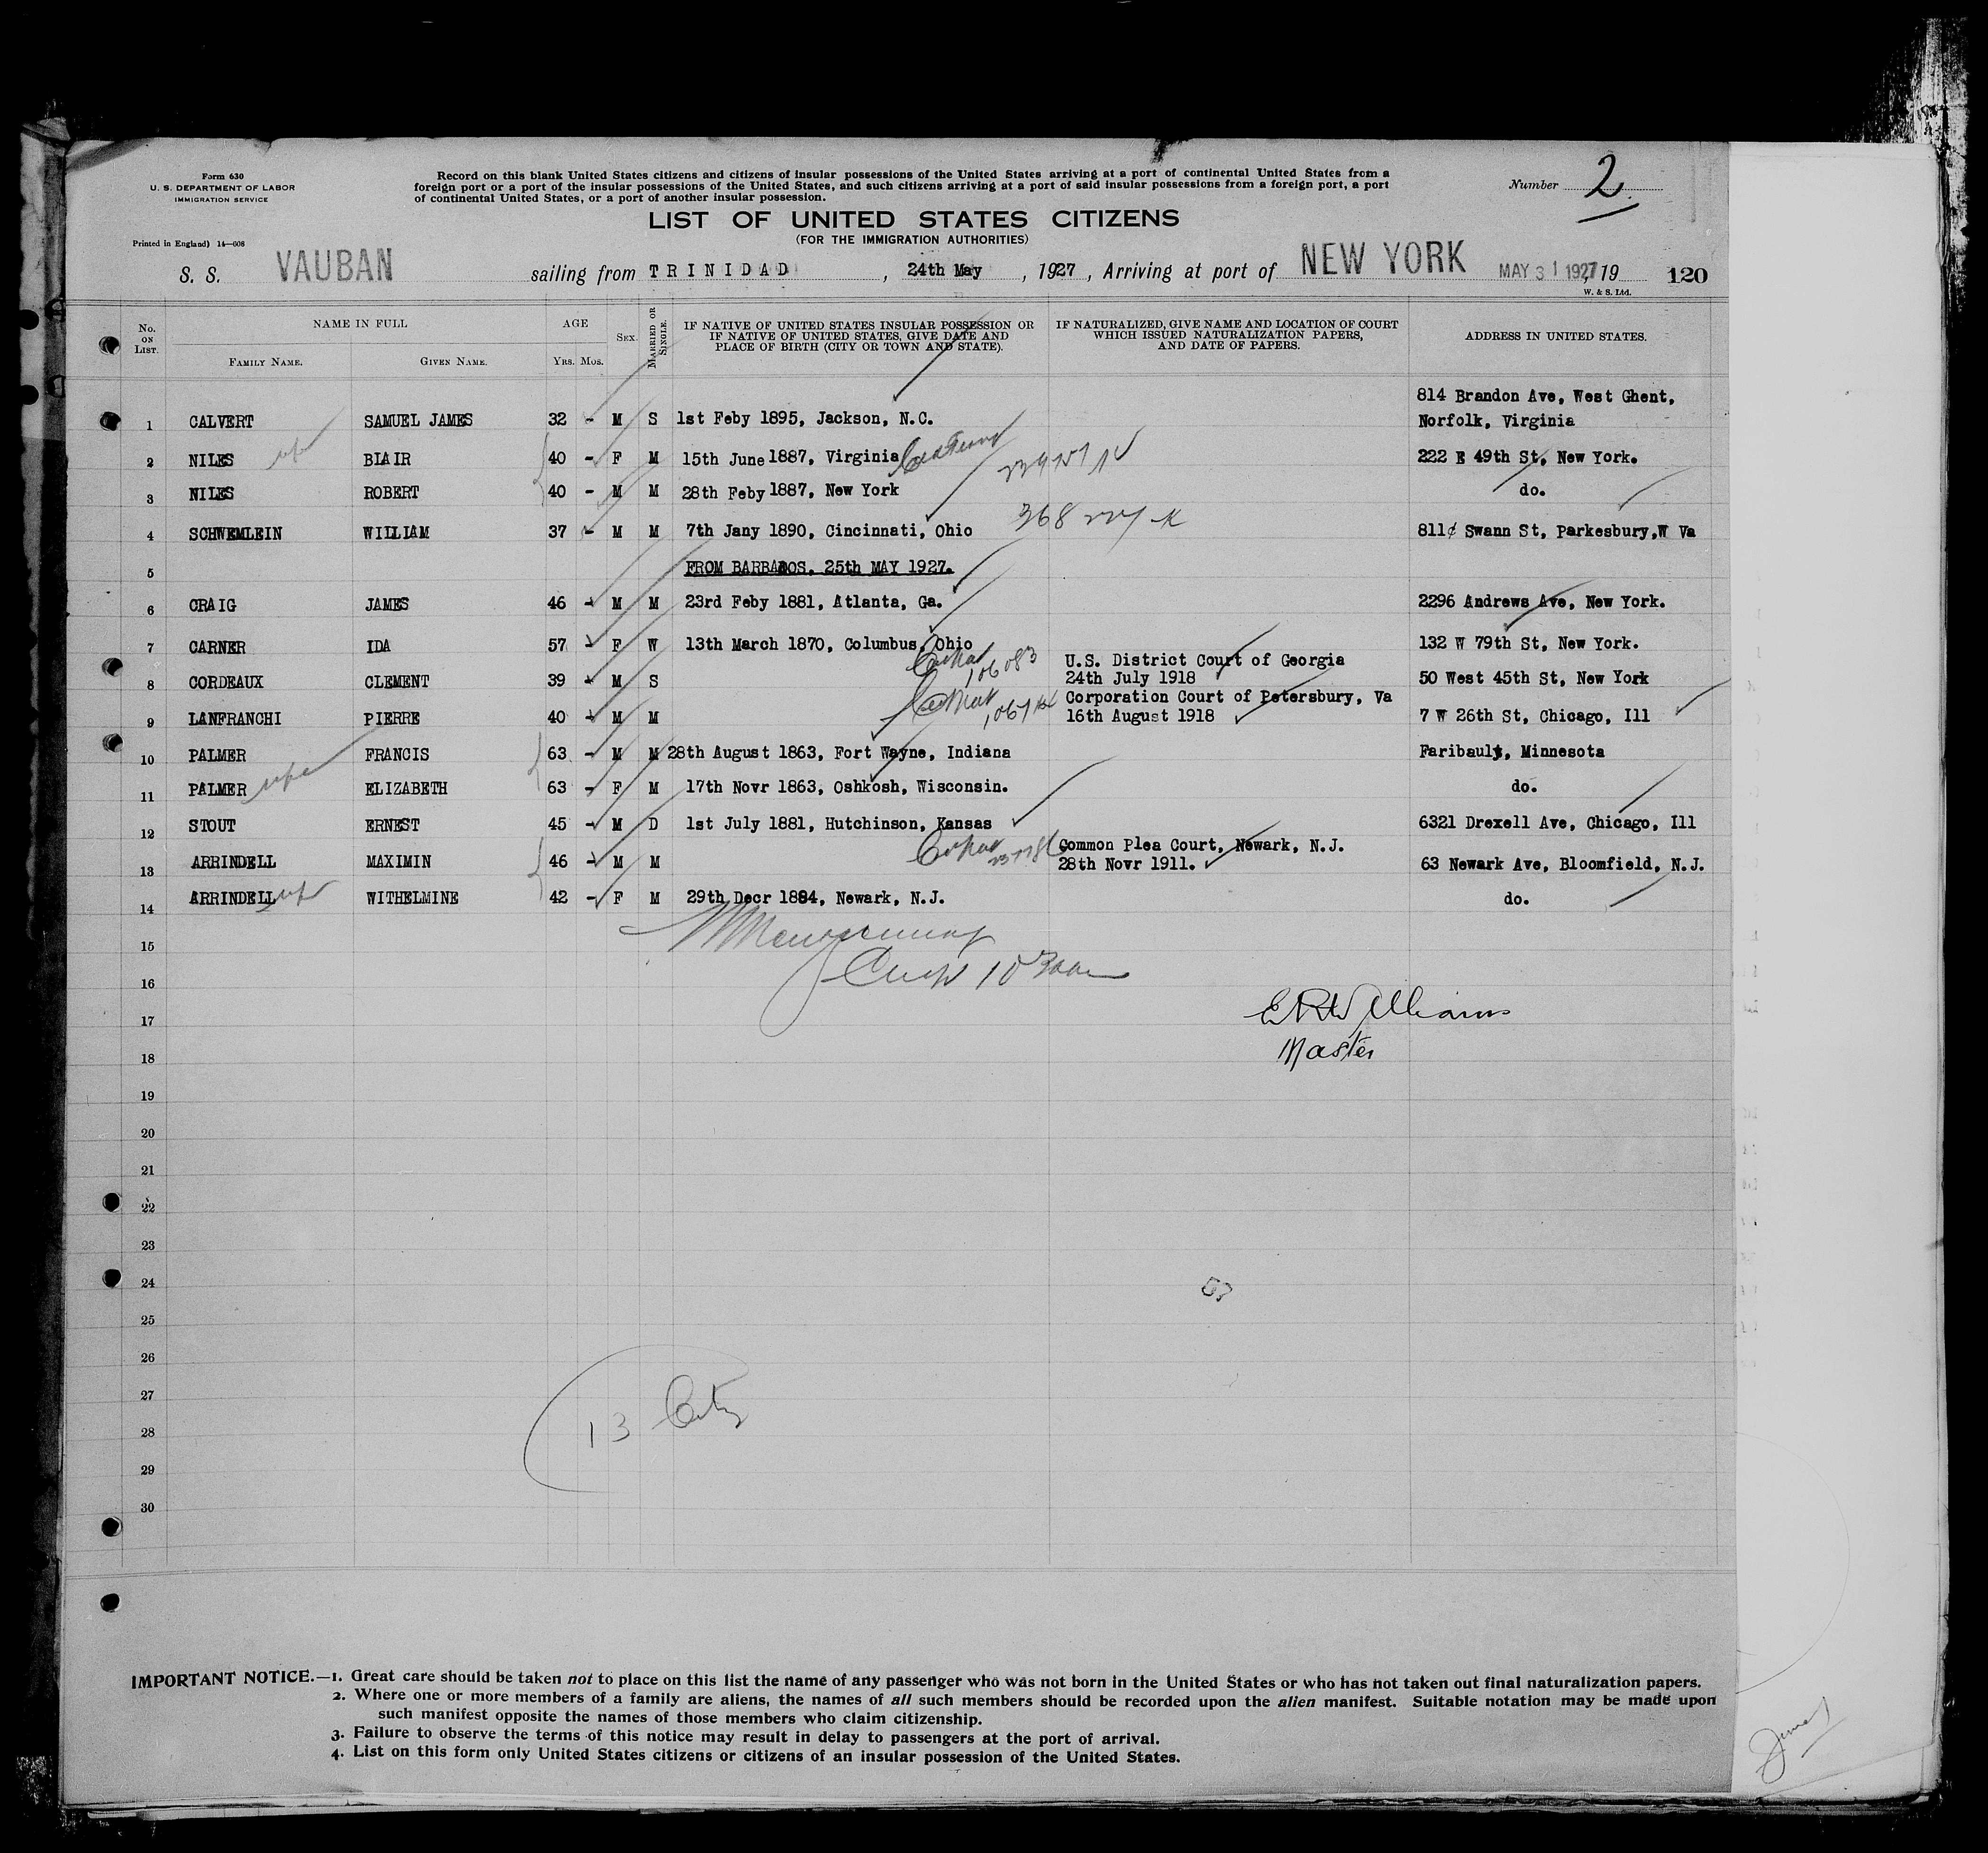 Form 630
U. S. DEPARTMENT OF LABOR
IMMIGRATION SERVICE
Printed in England) 14—608
Record on this blank United States citizens and citizens of insular possessions of the United States arriving at a port of continental United States from a
foreign port or a port of the insular possessions of the United States, and such citizens arriving at a port of said insular possessions from a foreign port, a port
of continental United States, or a port of another insular possession.
Number 2
LIST OF UNITED STATES CITIZENS
(FOR THE IMMIGRATION AUTHORITIES)
S. S. VAUBAN sailing from TRINIDAD, 24th May, 1927, Arriving at port of NEW YORK MAY 31 1927, 19 120
W. & S. Ltd.
No. ON LIST. NAME IN FULL FAMILY NAME. GIVEN NAME. AGE YRS. MOS. SEX. MARRIED OR SINGLE. IF NATIVE OF UNITED STATES INSULAR POSSESSION OR IF NATIVE OF UNITED STATES, GIVE DATE AND PLACE OF BIRTH (CITY OR TOWN AND STATE). IF NATURALIZED, GIVE NAME AND LOCATION OF COURT WHICH ISSUED NATURALIZATION PAPERS, AND DATE OF PAPERS. ADDRESS IN UNITED STATES.
814 Brandon Ave, West Ghent,
1 CALVERT SAMUEL JAMES 32 - M S 1st Feby 1895, Jackson, N.C. Norfolk, Virginia
2 NILES BLAIR 40 - F M 15th June 1887, Virginia 222 E 49th St, New York.
3 NILES ROBERT 40 - M M 28th Feby 1887, New York do.
4 SCHWEMLEIN WILLIAM 37 - M M 7th Jany 1890, Cincinnati, Ohio 811¢ Swann St, Parkesbury,W Va
5 FROM BARBADOS. 25th MAY 1927.
6 CRAIG JAMES 46 - M M 23rd Feby 1881, Atlanta, Ga. 2296 Andrews Ave, New York.
7 CARNER IDA 57 - F W 13th March 1870, Columbus, Ohio 132 W 79th St, New York.
U.S. District Court of Georgia
8 CORDEAUX CLEMENT 39 - M S 24th July 1918 50 West 45th St, New York
Corporation Court of Petersbury, Va
9 LANFRANCHI PIERRE 40 - M M 16th August 1918 7 W 26th St, Chicago, Ill
10 PALMER FRANCIS 63 - M M 28th August 1863, Fort Wayne, Indiana Faribault, Minnesota
11 PALMER ELIZABETH 63 - F M 17th Novr 1863, Oshkosh, Wisconsin. do.
12 STOUT ERNEST 45 - M D 1st July 1881, Hutchinson, Kansas 6321 Drexell Ave, Chicago, Ill
Common Plea Court, Newark, N.J.
13 ARRINDELL MAXIMIN 46 - M M 28th Novr 1911. 63 Newark Ave, Bloomfield, N.J.
14 ARRINDELL WITHELMINE 42 - F M 29th Decr 1884, Newark, N.J. do.
15
16
17 Williams
18 Master
19
20
21
22
23
24
25
26
27
28 13
29
30
IMPORTANT NOTICE.—1. Great care should be taken not to place on this list the name of any passenger who was not born in the United States or who has not taken out final naturalization papers.
2. Where one or more members of a family are aliens, the names of all such members should be recorded upon the alien manifest. Suitable notation may be made upon
such manifest opposite the names of those members who claim citizenship.
3. Failure to observe the terms of this notice may result in delay to passengers at the port of arrival.
4. List on this form only United States citizens or citizens of an insular possession of the United States.